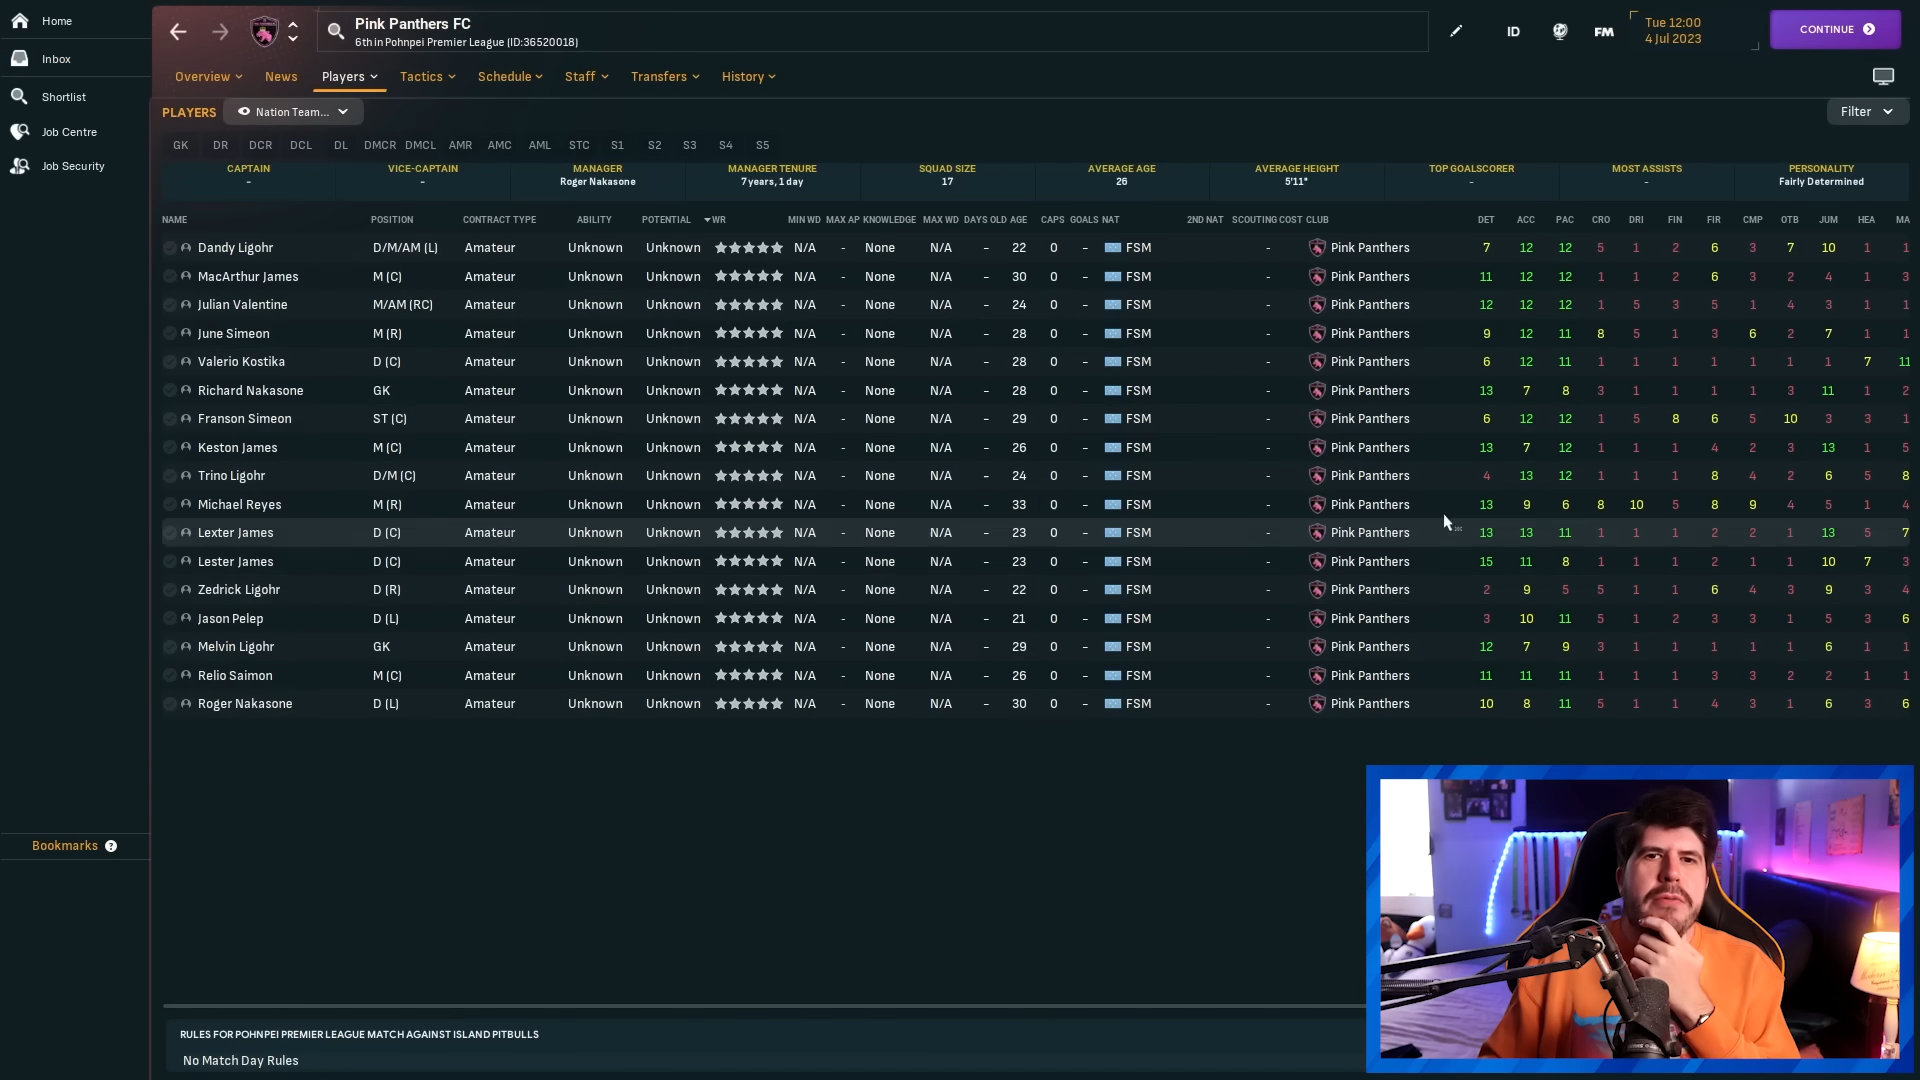 Home
Inbox
Shortlist
Job Centre
Job Security
Bookmarks ?
Pink Panthers FC
6th in Pohnpei Premier League (ID:36520018)
ID FM
Tue 12:00
4 Jul 2023
CONTINUE
Overview News Players Tactics Schedule Staff Transfers History
PLAYERS Nation Team... Filter
GK DR DCR DCL DL DMCR DMCL AMR AMC AML STC S1 S2 S3 S4 S5
CAPTAIN VICE-CAPTAIN MANAGER MANAGER TENURE SQUAD SIZE AVERAGE AGE AVERAGE HEIGHT TOP GOALSCORER MOST ASSISTS PERSONALITY
- - Roger Nakasone 7 years, 1 day 17 26 5'11" - - Fairly Determined
NAME POSITION CONTRACT TYPE ABILITY POTENTIAL WR MIN WD MAX AP KNOWLEDGE MAX WD DAYS OLD AGE CAPS GOALS NAT 2ND NAT SCOUTING COST CLUB DET ACC PAC CRO DRI FIN FIR CMP OTB JUM HEA MA
Dandy Ligohr D/M/AM (L) Amateur Unknown Unknown N/A - None N/A - 22 0 - FSM - Pink Panthers 7 12 12 5 1 2 6 3 7 10 1 1
MacArthur James M (C) Amateur Unknown Unknown N/A - None N/A - 30 0 - FSM - Pink Panthers 11 12 12 1 1 2 6 3 2 4 1 3
Julian Valentine M/AM (RC) Amateur Unknown Unknown N/A - None N/A - 24 0 - FSM - Pink Panthers 12 12 12 1 5 3 5 1 4 3 1 1
June Simeon M (R) Amateur Unknown Unknown N/A - None N/A - 28 0 - FSM - Pink Panthers 9 12 11 8 5 1 3 6 2 7 1 1
Valerio Kostika D (C) Amateur Unknown Unknown N/A - None N/A - 28 0 - FSM - Pink Panthers 6 12 11 1 1 1 1 1 1 1 7 11
Richard Nakasone GK Amateur Unknown Unknown N/A - None N/A - 28 0 - FSM - Pink Panthers 13 7 8 3 1 1 1 1 3 11 1 2
Franson Simeon ST (C) Amateur Unknown Unknown N/A - None N/A - 29 0 - FSM - Pink Panthers 6 12 12 1 5 8 6 5 10 3 3 1
Keston James M (C) Amateur Unknown Unknown N/A - None N/A - 26 0 - FSM - Pink Panthers 13 7 12 1 1 1 4 2 3 13 1 5
Trino Ligohr D/M (C) Amateur Unknown Unknown N/A - None N/A - 24 0 - FSM - Pink Panthers 4 13 12 1 1 1 8 4 2 6 5 8
Michael Reyes M (R) Amateur Unknown Unknown N/A - None N/A - 33 0 - FSM - Pink Panthers 13 9 6 8 10 5 8 9 4 5 1 4
Lexter James D (C) Amateur Unknown Unknown N/A - None N/A - 23 0 - FSM - Pink Panthers 13 13 11 1 1 1 2 2 1 13 5 7
Lester James D (C) Amateur Unknown Unknown N/A - None N/A - 23 0 - FSM - Pink Panthers 15 11 8 1 1 1 2 1 1 10 7 3
Zedrick Ligohr D (R) Amateur Unknown Unknown N/A - None N/A - 22 0 - FSM - Pink Panthers 2 9 5 5 1 1 6 4 3 9 3 4
Jason Pelep D (L) Amateur Unknown Unknown N/A - None N/A - 21 0 - FSM - Pink Panthers 3 10 11 5 1 2 3 3 1 5 3 6
Melvin Ligohr GK Amateur Unknown Unknown N/A - None N/A - 29 0 - FSM - Pink Panthers 12 7 9 3 1 1 1 1 1 6 1 1
Relio Saimon M (C) Amateur Unknown Unknown N/A - None N/A - 26 0 - FSM - Pink Panthers 11 11 11 1 1 1 3 3 2 2 1 1
Roger Nakasone D (L) Amateur Unknown Unknown N/A - None N/A - 30 0 - FSM - Pink Panthers 10 8 11 5 1 1 4 3 1 6 3 6
RULES FOR POHNPEI PREMIER LEAGUE MATCH AGAINST ISLAND PITBULLS
No Match Day Rules